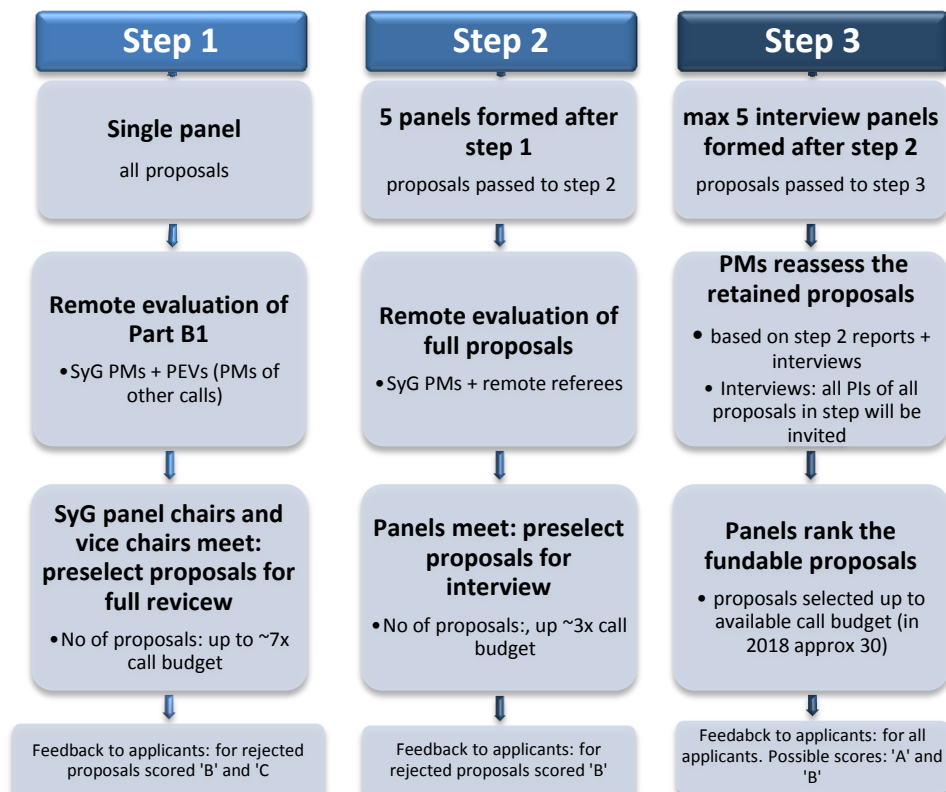 Step 1
Single panel
all proposals
Remote evaluation of
Part B1
•SyG PMs + PEVs (PMs of
other calls)
SyG panel chairs and
vice chairs meet:
preselect proposals for
full revicew
•No of proposals: up to ~7x
call budget
Feedback to applicants: for rejected
proposals scored 'B' and 'C
Step 2
5 panels formed after
step 1
proposals passed to step 2
Remote evaluation of
full proposals
•SyG PMs + remote referees
Panels meet: preselect
proposals for
interview
•No of proposals:, up ~3x call
budget
Feedback to applicants: for
rejected proposals scored 'B'
Step 3
max 5 interview panels
formed after step 2
proposals passed to step 3
PMs reassess the
retained proposals
• based on step 2 reports +
interviews
• Interviews: all PIs of all
proposals in step will be
invited
Panels rank the
fundable proposals
• proposals selected up to
available call budget (in
2018 approx 30)
Feedabck to applicants: for all
applicants. Possible scores: 'A' and
'B'